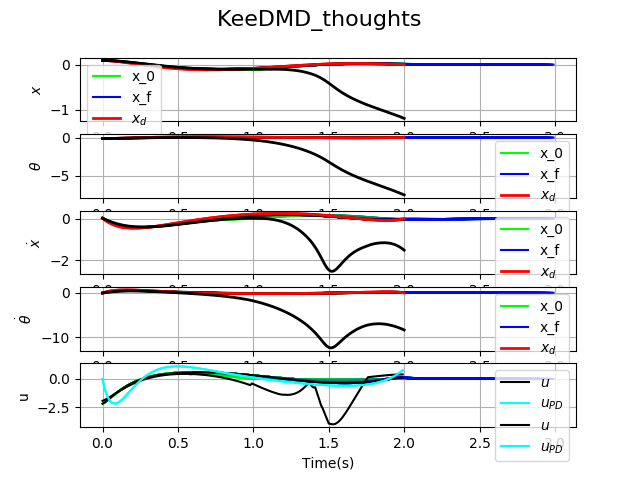 KeeDMD_thoughts
x
0
−1
x_0
x_f
x_d
θ
0
−5
x_0
x_f
x_d
ẋ
0
−2
x_0
x_f
x_d
θ̇
0
−10
x_0
x_f
x_d
u
0.0
−2.5
u
u_PD
u
u_PD
0.0 0.5 1.0 1.5 2.0 2.5 3.0
Time(s)